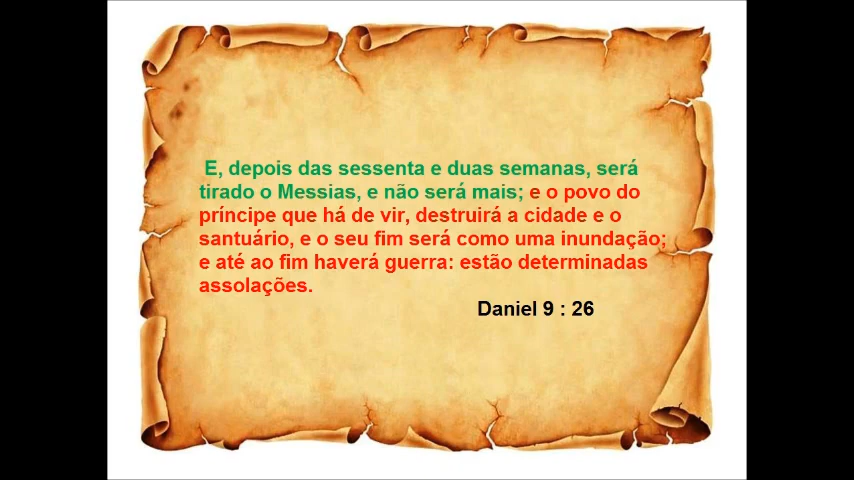 E, depois das sessenta e duas semanas, será
tirado o Messias, e não será mais; e o povo do
príncipe que há de vir, destruirá a cidade e o
santuário, e o seu fim será como uma inundação;
e até ao fim haverá guerra: estão determinadas
assolações.
Daniel 9 : 26